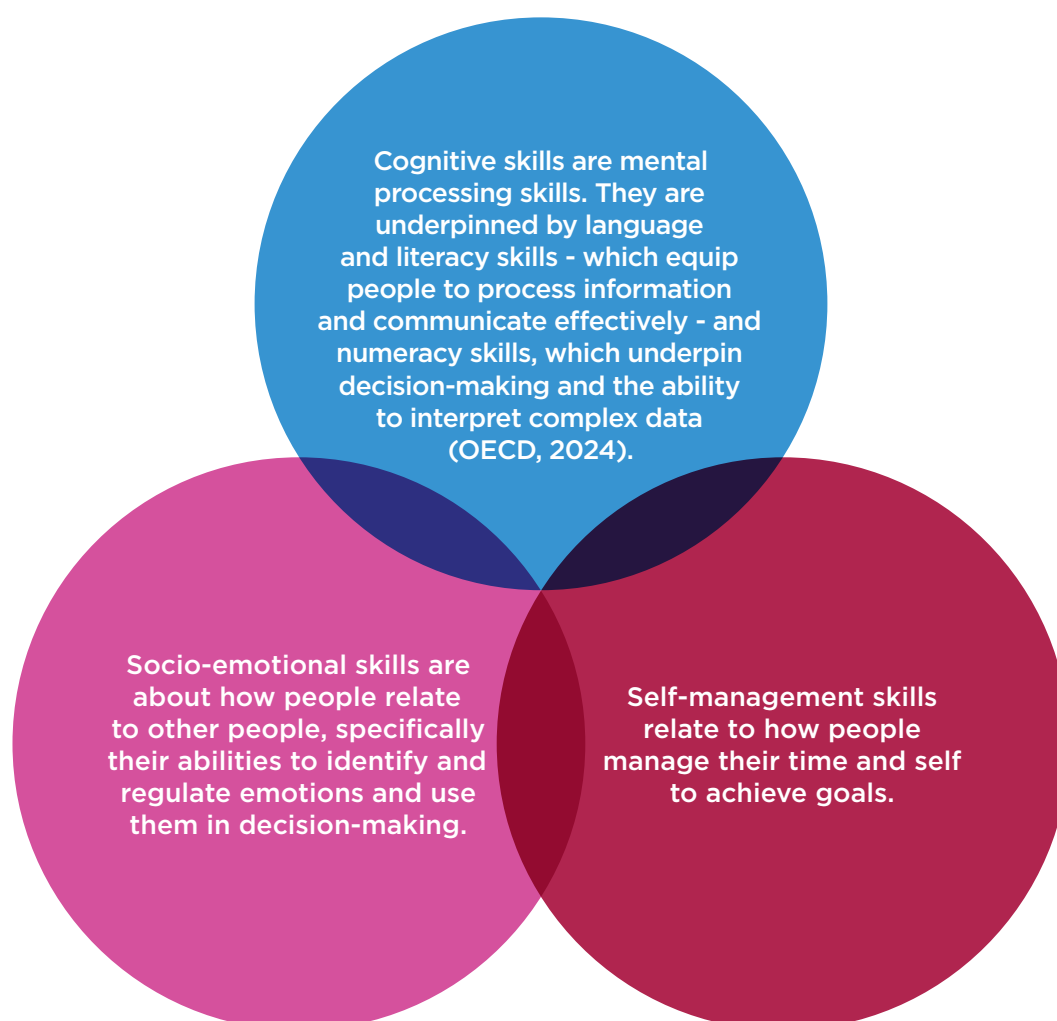 Cognitive skills are mental
processing skills. They are
underpinned by language
and literacy skills - which equip
people to process information
and communicate effectively - and
numeracy skills, which underpin
decision-making and the ability
to interpret complex data
(OECD, 2024).
Socio-emotional skills are
about how people relate
to other people, specifically
their abilities to identify and
regulate emotions and use
them in decision-making.
Self-management skills
relate to how people
manage their time and self
to achieve goals.